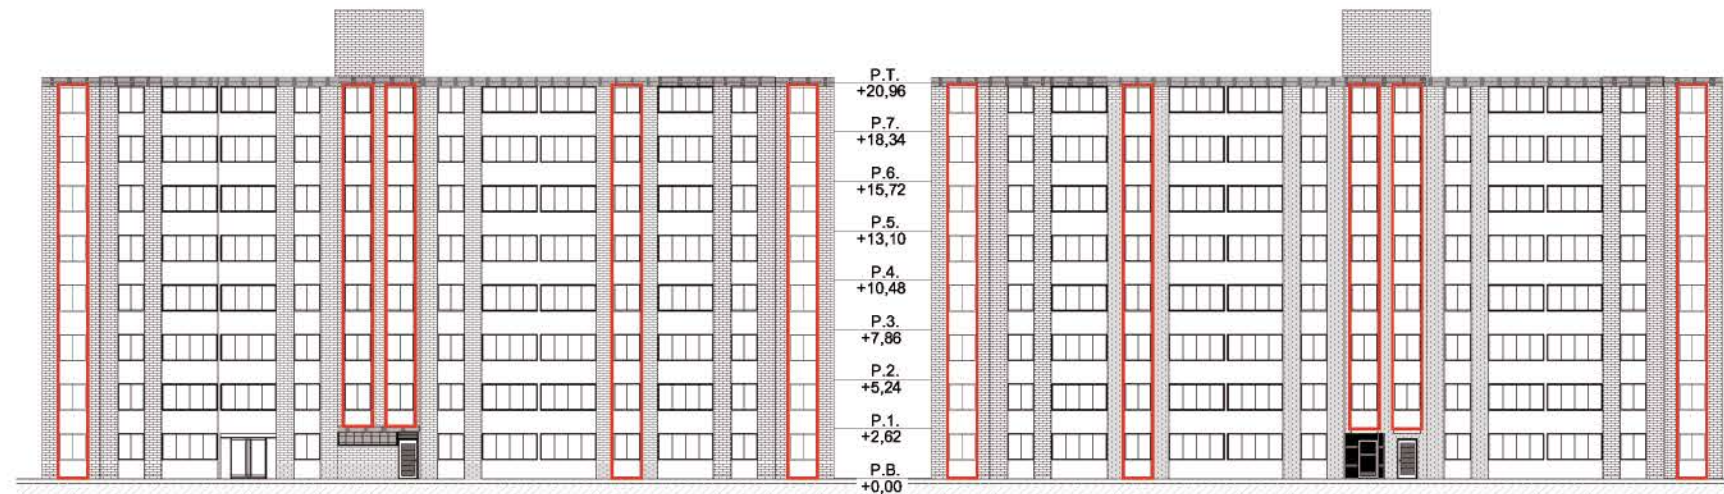 P.T.
+20,96
P.7.
+18,34
P.6.
+15,72
P.5.
+13,10
P.4.
+10,48
P.3.
+7,86
P.2.
+5,24
P.1.
+2,62
P.B.
+0,00